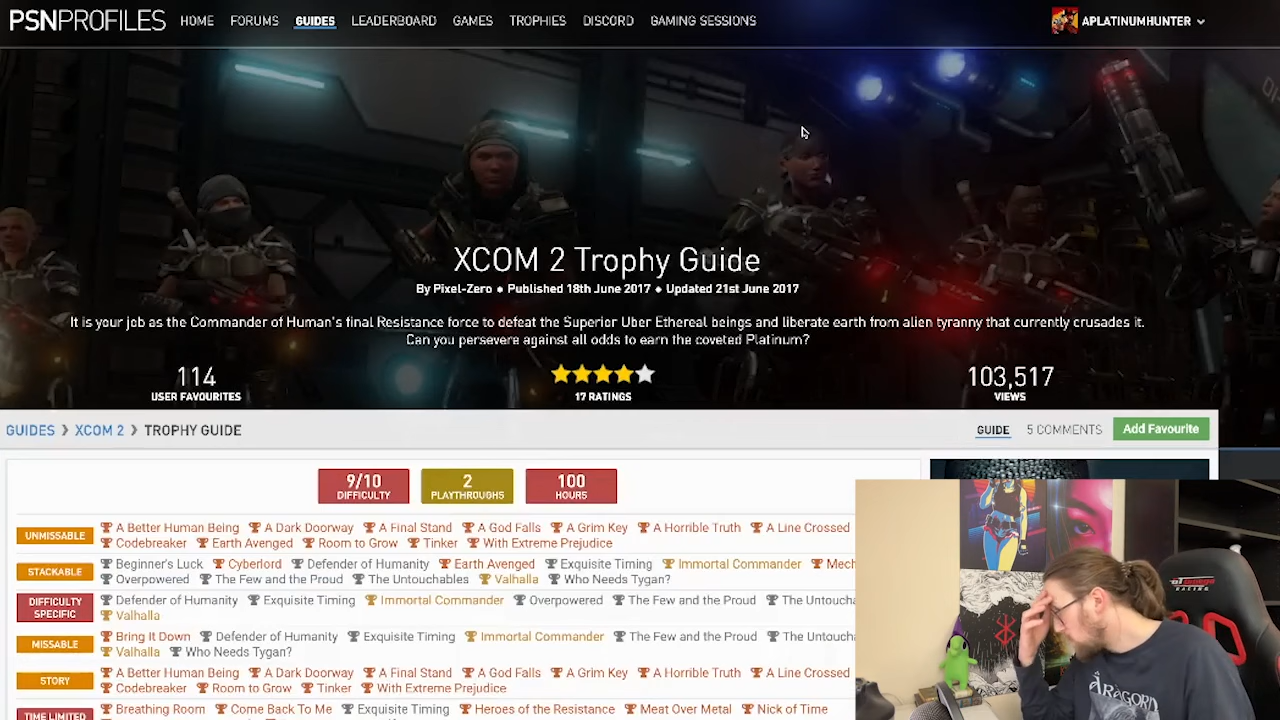 PSNPROFILES HOME FORUMS GUIDES LEADERBOARD GAMES TROPHIES DISCORD GAMING SESSIONS APLATINUMHUNTER
XCOM 2 Trophy Guide
By Pixel-Zero ● Published 18th June 2017 ● Updated 21st June 2017
It is your job as the Commander of Human's final Resistance force to defeat the Superior Uber Ethereal beings and liberate earth from alien tyranny that currently crusades it.
Can you persevere against all odds to earn the coveted Platinum?
114 103,517
USER FAVOURITES 17 RATINGS VIEWS
GUIDES > XCOM 2 > TROPHY GUIDE GUIDE 5 COMMENTS Add Favourite
9/10 2 100
DIFFICULTY PLAYTHROUGHS HOURS
UNMISSABLE A Better Human Being A Dark Doorway A Final Stand A God Falls A Grim Key A Horrible Truth A Line Crossed
Codebreaker Earth Avenged Room to Grow Tinker With Extreme Prejudice
STACKABLE Beginner's Luck Cyberlord Defender of Humanity Earth Avenged Exquisite Timing Immortal Commander Mech
Overpowered The Few and the Proud The Untouchables Valhalla Who Needs Tygan?
DIFFICULTY SPECIFIC Defender of Humanity Exquisite Timing Immortal Commander Overpowered The Few and the Proud The Untoucha
Valhalla
MISSABLE Bring It Down Defender of Humanity Exquisite Timing Immortal Commander The Few and the Proud The Untoucha
Valhalla Who Needs Tygan?
STORY A Better Human Being A Dark Doorway A Final Stand A God Falls A Grim Key A Horrible Truth A Line Crossed
Codebreaker Room to Grow Tinker With Extreme Prejudice
TIME LIMITED Breathing Room Come Back To Me Exquisite Timing Heroes of the Resistance Meat Over Metal Nick of Time
RACING
ARAGORN